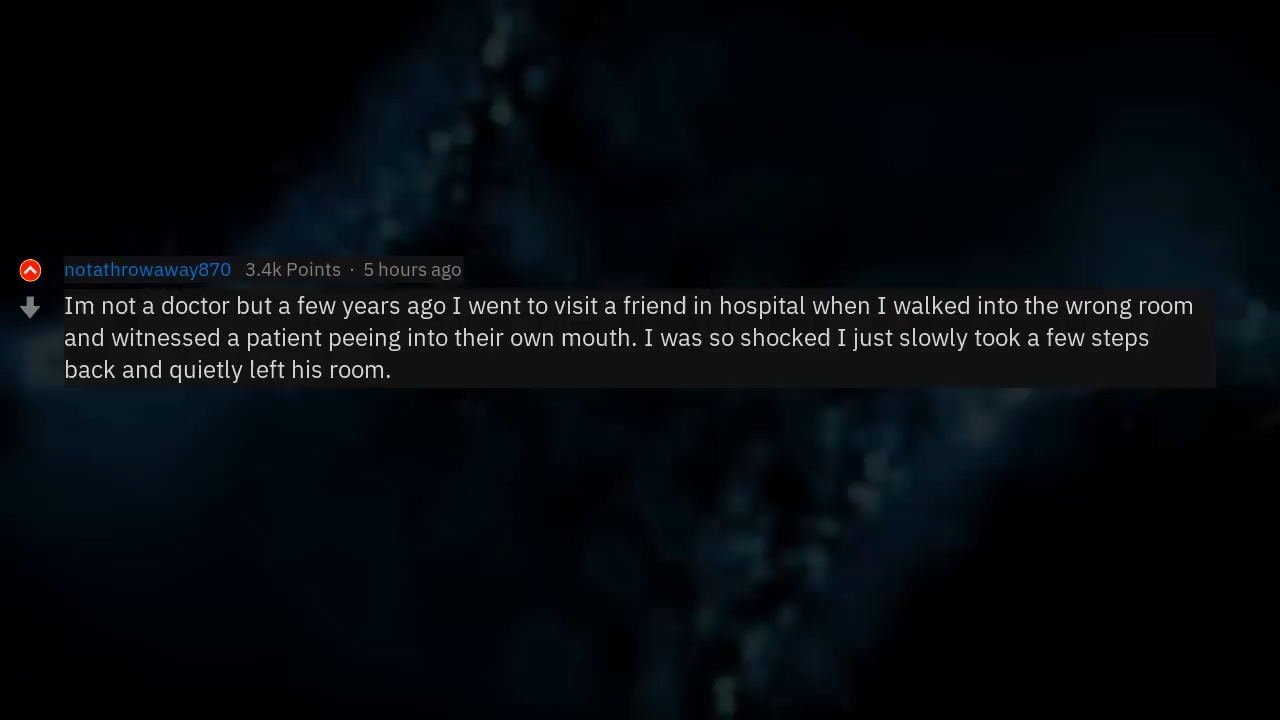 notathrowaway870 3.4k Points · 5 hours ago
Im not a doctor but a few years ago I went to visit a friend in hospital when I walked into the wrong room
and witnessed a patient peeing into their own mouth. I was so shocked I just slowly took a few steps
back and quietly left his room.